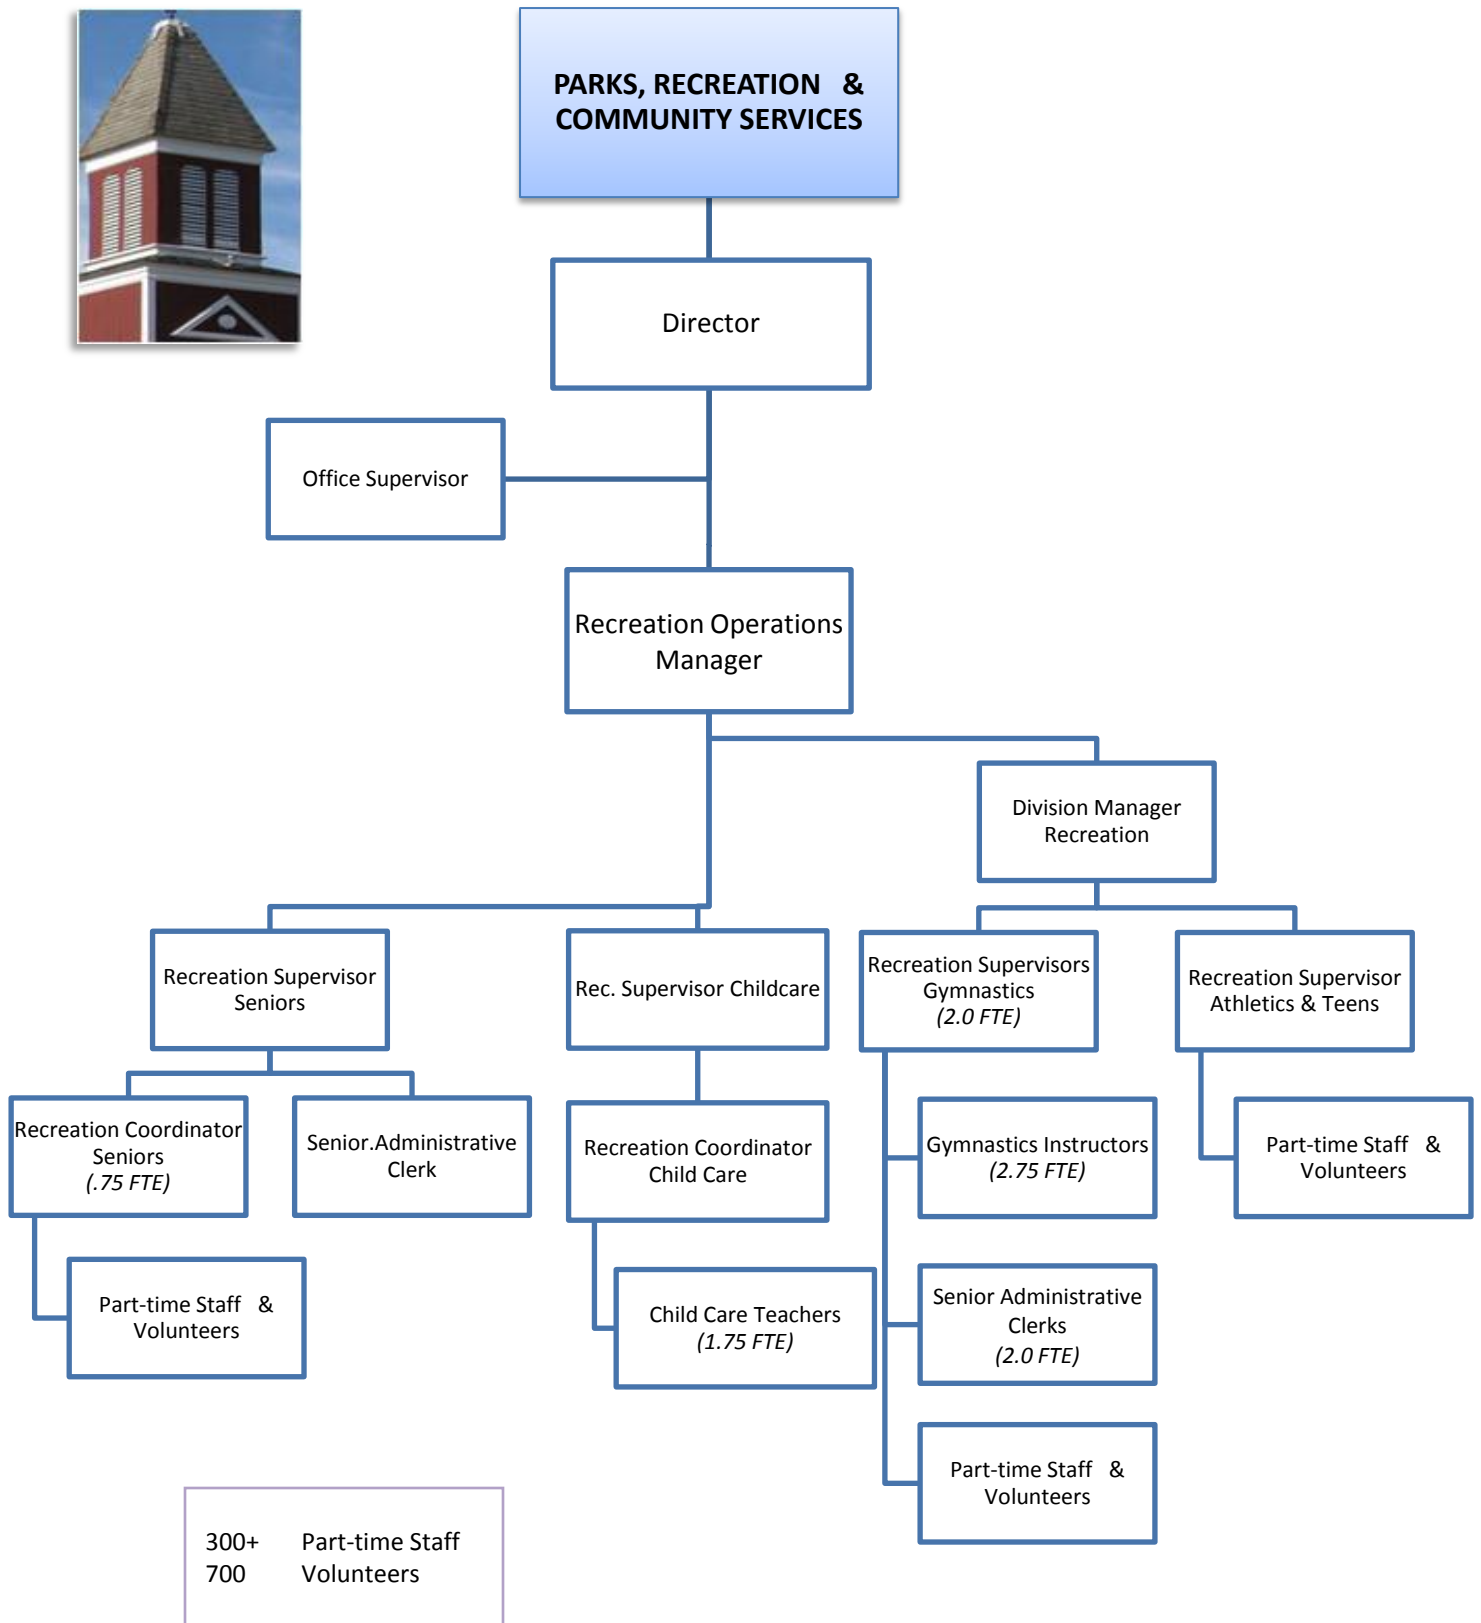 PARKS, RECREATION &
COMMUNITY SERVICES
Director
Office Supervisor
Recreation Operations
Manager
Division Manager
Recreation
Recreation Supervisor
Seniors
Rec. Supervisor Childcare
Recreation Supervisors
Gymnastics
(2.0 FTE)
Recreation Supervisor
Athletics & Teens
Recreation Coordinator
Seniors
(.75 FTE)
Senior.Administrative
Clerk
Recreation Coordinator
Child Care
Gymnastics Instructors
(2.75 FTE)
Part-time Staff &
Volunteers
Part-time Staff &
Volunteers
Child Care Teachers
(1.75 FTE)
Senior Administrative
Clerks
(2.0 FTE)
Part-time Staff &
Volunteers
300+ Part-time Staff
700 Volunteers